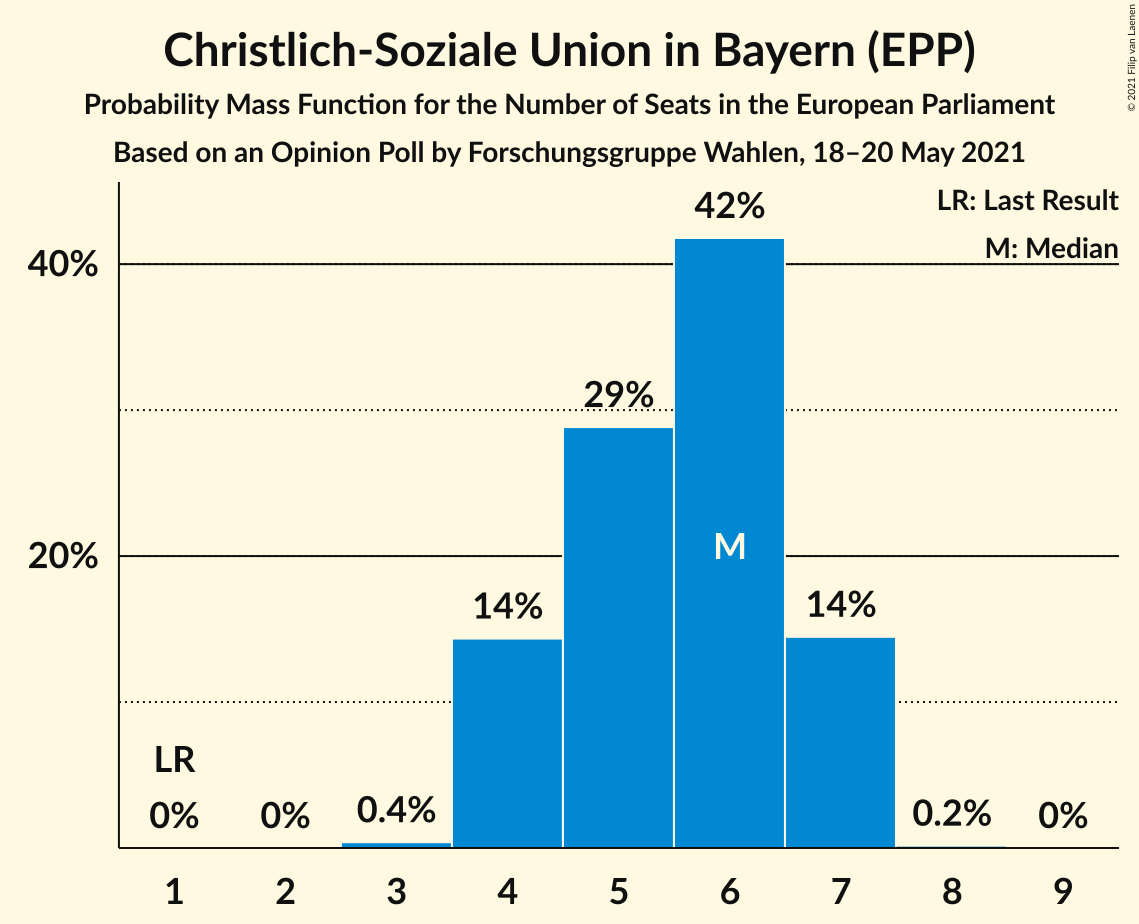 Christlich-Soziale Union in Bayern (EPP)
Probability Mass Function for the Number of Seats in the European Parliament
Based on an Opinion Poll by Forschungsgruppe Wahlen, 18–20 May 2021
© 2021 Filip van Laenen
LR: Last Result
M: Median
42%
40%
29%
20%
M
14%
14%
LR
0%
0%
0.4%
0.2%
0%
1 2 3 4 5 6 7 8 9